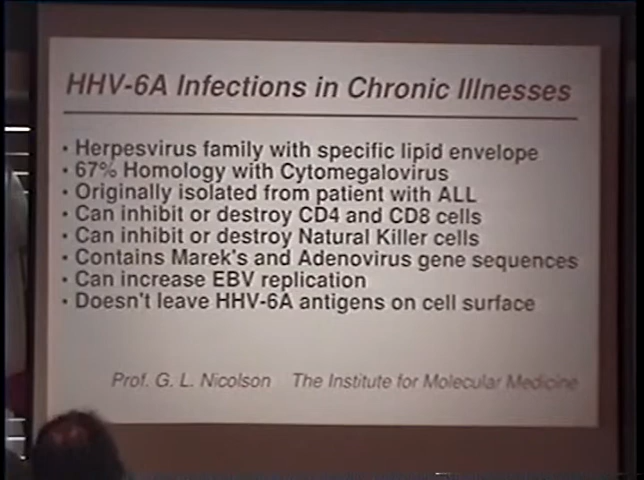 HHV-6A Infections in Chronic Illnesses
• Herpesvirus family with specific lipid envelope
• 67% Homology with Cytomegalovirus
• Originally isolated from patient with ALL
• Can inhibit or destroy CD4 and CD8 cells
• Can inhibit or destroy Natural Killer cells
• Contains Marek's and Adenovirus gene sequences
• Can increase EBV replication
• Doesn't leave HHV-6A antigens on cell surface
Prof. G. L. Nicolson The Institute for Molecular Medicine